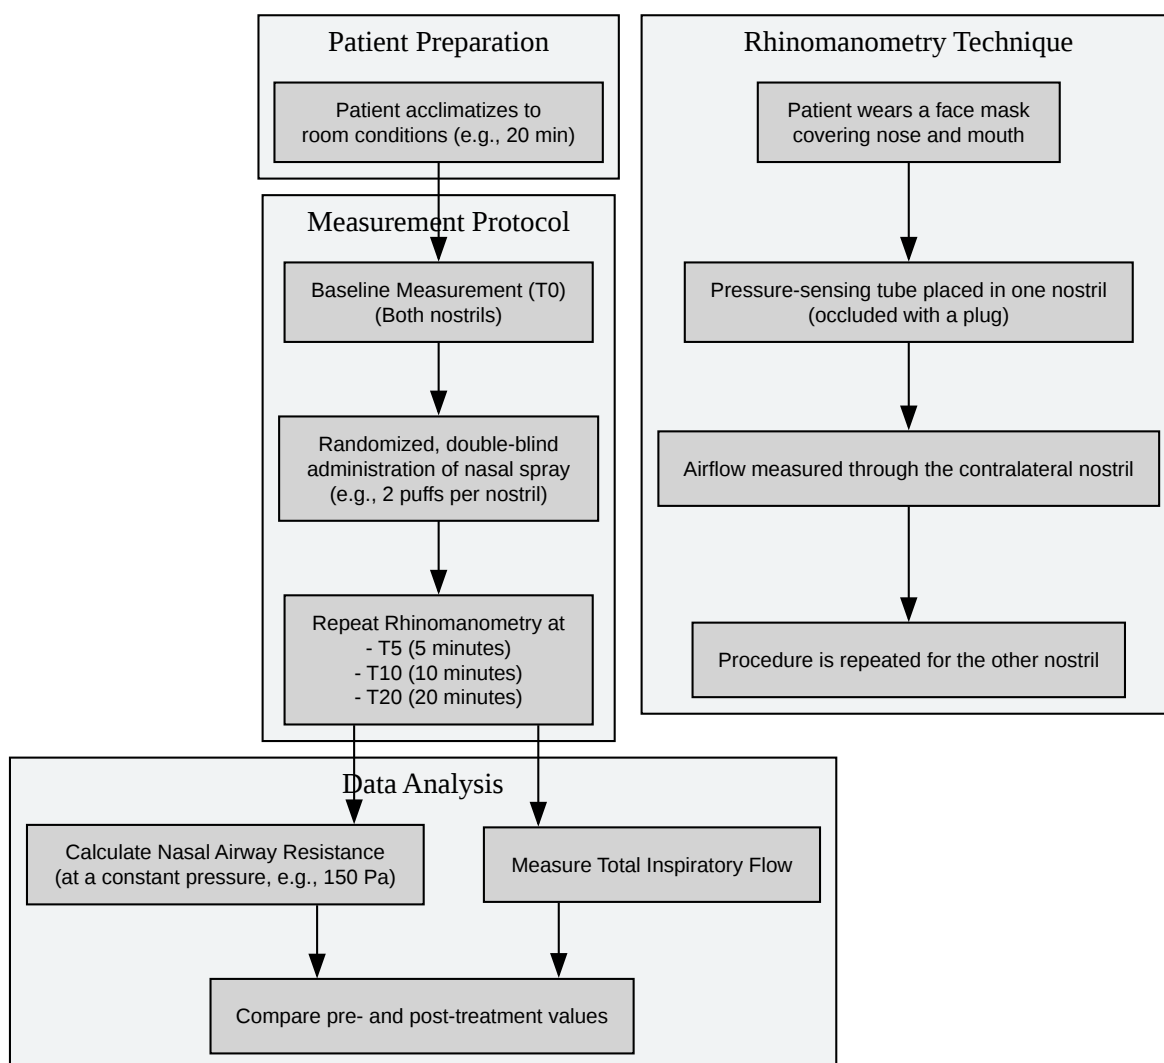 Patient Preparation
Patient acclimatizes to
room conditions (e.g., 20 min)
Measurement Protocol
Baseline Measurement (T0)
(Both nostrils)
Randomized, double-blind
administration of nasal spray
(e.g., 2 puffs per nostril)
Repeat Rhinomanometry at
- T5 (5 minutes)
- T10 (10 minutes)
- T20 (20 minutes)
Data Analysis
Calculate Nasal Airway Resistance
(at a constant pressure, e.g., 150 Pa)
Measure Total Inspiratory Flow
Compare pre- and post-treatment values
Rhinomanometry Technique
Patient wears a face mask
covering nose and mouth
Pressure-sensing tube placed in one nostril
(occluded with a plug)
Airflow measured through the contralateral nostril
Procedure is repeated for the other nostril